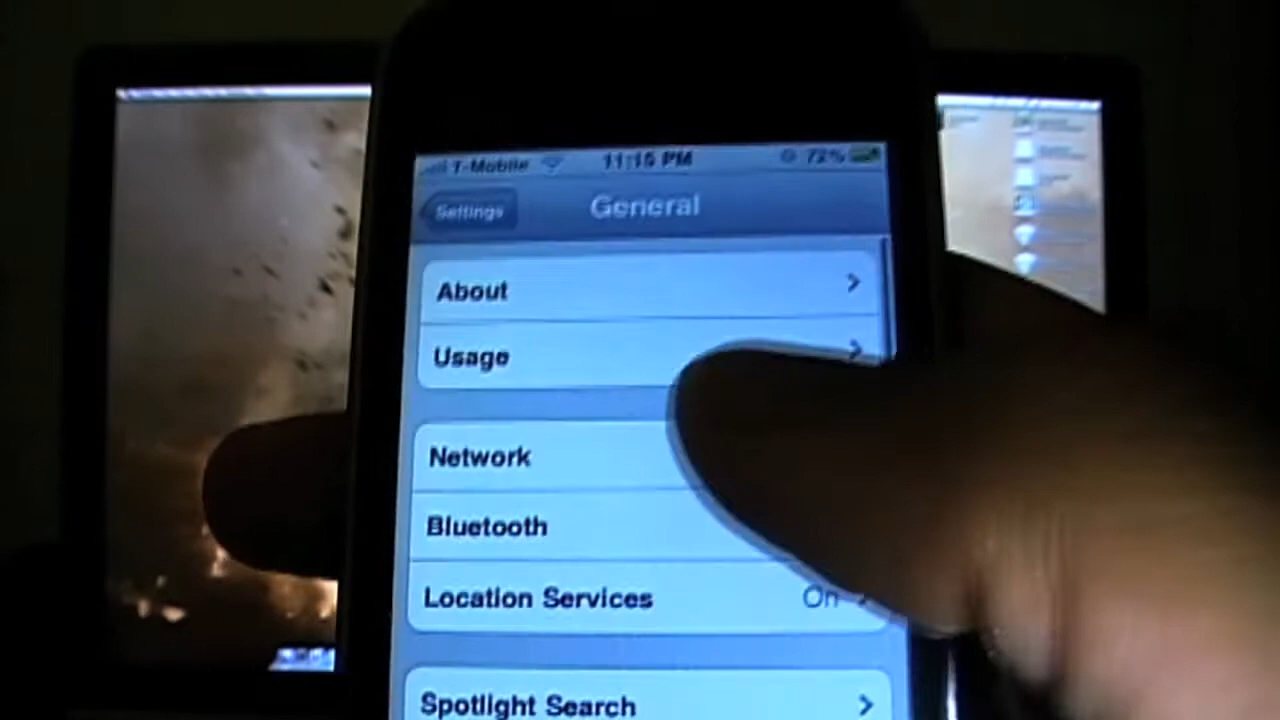 T-Mobile 11:15 PM 72%
Settings General
About
Usage
Network
Bluetooth
Location Services On
Spotlight Search